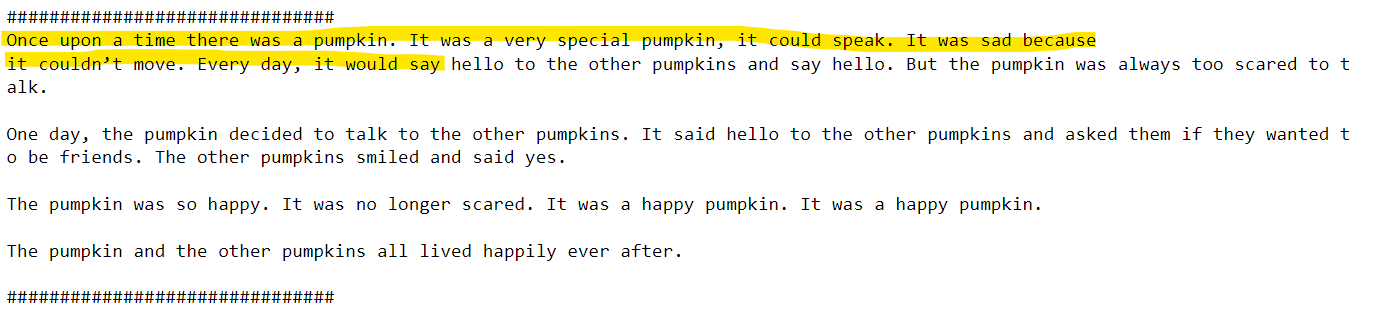 ###############################
Once upon a time there was a pumpkin. It was a very special pumpkin, it could speak. It was sad because
it couldn’t move. Every day, it would say hello to the other pumpkins and say hello. But the pumpkin was always too scared to t
alk.
One day, the pumpkin decided to talk to the other pumpkins. It said hello to the other pumpkins and asked them if they wanted t
o be friends. The other pumpkins smiled and said yes.
The pumpkin was so happy. It was no longer scared. It was a happy pumpkin. It was a happy pumpkin.
The pumpkin and the other pumpkins all lived happily ever after.
###############################